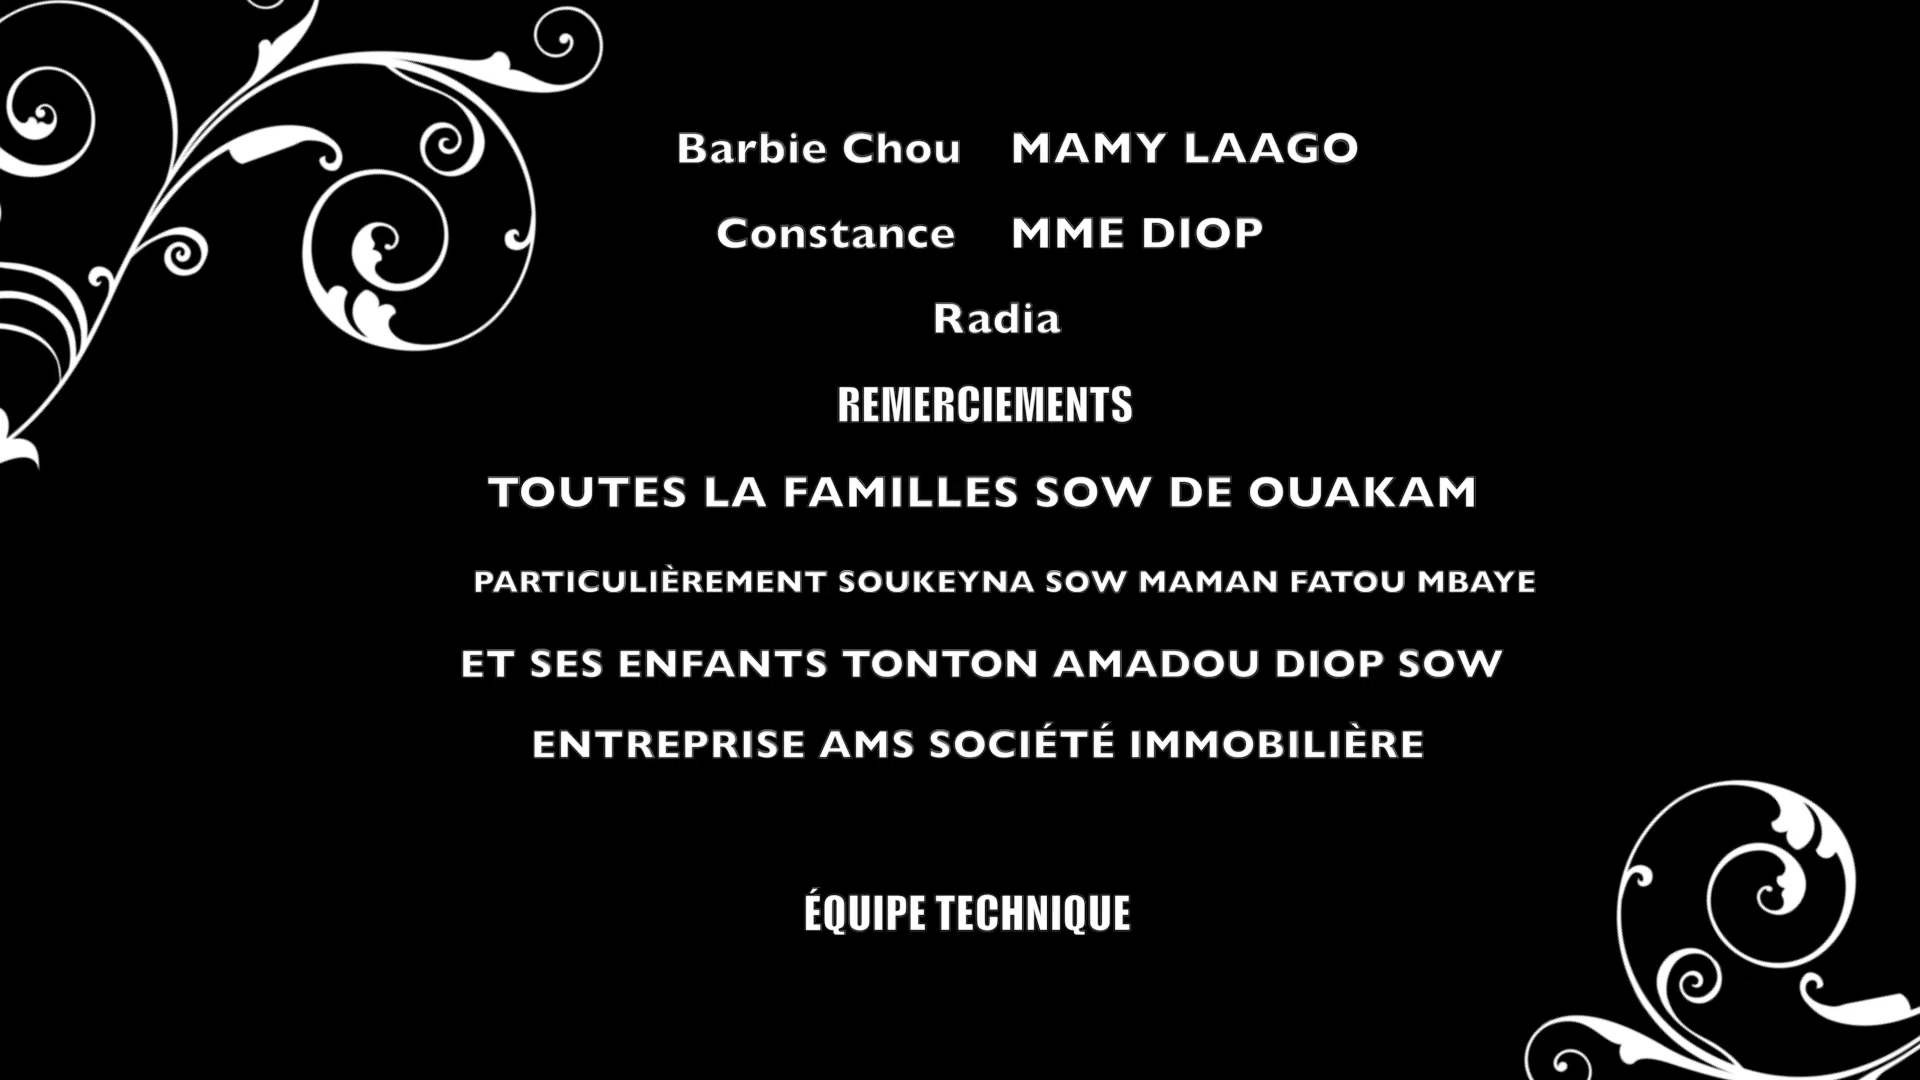 Barbie Chou MAMY LAAGO
Constance MME DIOP
Radia
REMERCIEMENTS
TOUTES LA FAMILLES SOW DE OUAKAM
PARTICULIÈREMENT SOUKEYNA SOW MAMAN FATOU MBAYE
ET SES ENFANTS TONTON AMADOU DIOP SOW
ENTREPRISE AMS SOCIÉTÉ IMMOBILIÈRE
ÉQUIPE TECHNIQUE